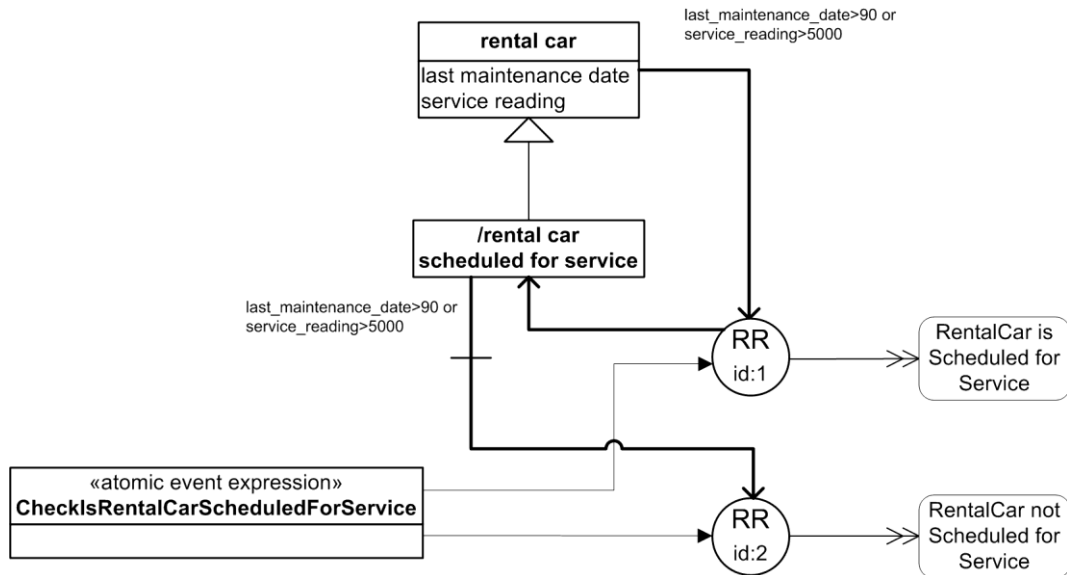 last_maintenance_date>90 or
service_reading>5000
rental car
last maintenance date
service reading
/rental car
scheduled for service
last_maintenance_date>90 or
service_reading>5000
RR
id:1
RentalCar is
Scheduled for
Service
«atomic event expression»
CheckIsRentalCarScheduledForService
RR
id:2
RentalCar not
Scheduled for
Service